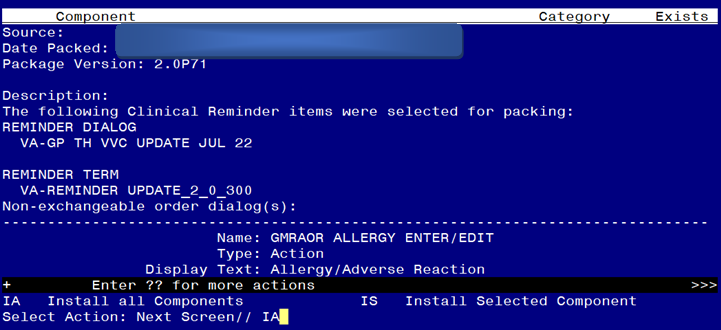 Component Category Exists
Source:
Date Packed:
Package Version: 2.0P71
Description:
The following Clinical Reminder items were selected for packing:
REMINDER DIALOG
VA-GP TH VVC UPDATE JUL 22
REMINDER TERM
VA-REMINDER UPDATE_2_0_300
Non-exchangeable order dialog(s):
--------------------------------------------------------------------------------
Name: GMRAOR ALLERGY ENTER/EDIT
Type: Action
Display Text: Allergy/Adverse Reaction
+ Enter ?? for more actions >>>
IA Install all Components IS Install Selected Component
Select Action: Next Screen// IA